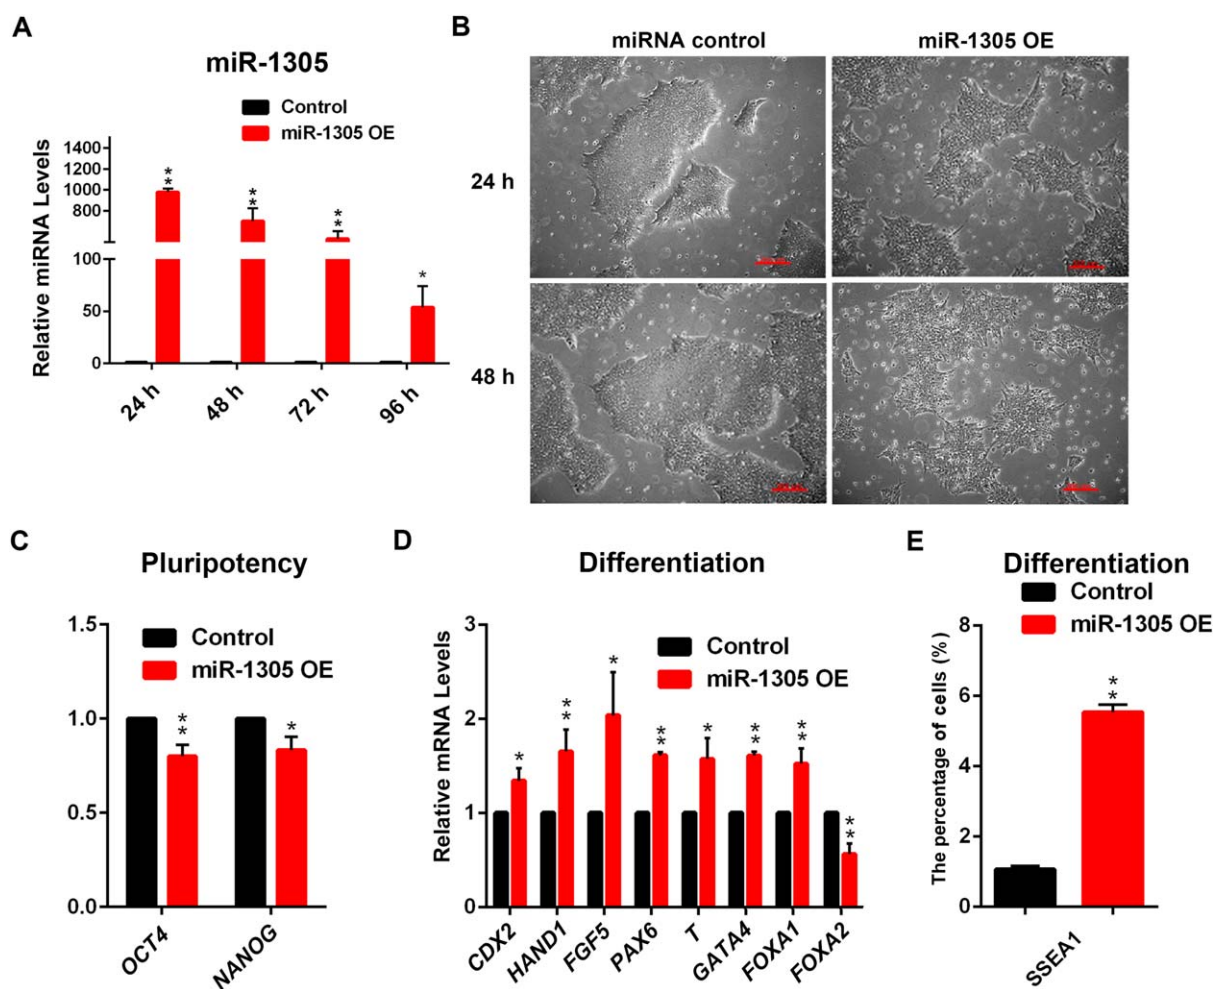 A
miR-1305
Control
miR-1305 OE
Relative miRNA Levels
1400
1200
1000
800
100
50
0
**
**
**
*
24 h
48 h
72 h
96 h
B
miRNA control
miR-1305 OE
24 h
48 h
C
Pluripotency
Control
miR-1305 OE
1.5
1.0
0.5
0.0
**
*
OCT4
NANOG
D
Differentiation
Control
miR-1305 OE
Relative mRNA Levels
3
2
1
0
*
**
*
**
*
**
**
**
CDX2
HAND1
FGF5
PAX6
T
GATA4
FOXA1
FOXA2
E
Differentiation
Control
miR-1305 OE
The percentage of cells (%)
8
6
4
2
0
**
SSEA1